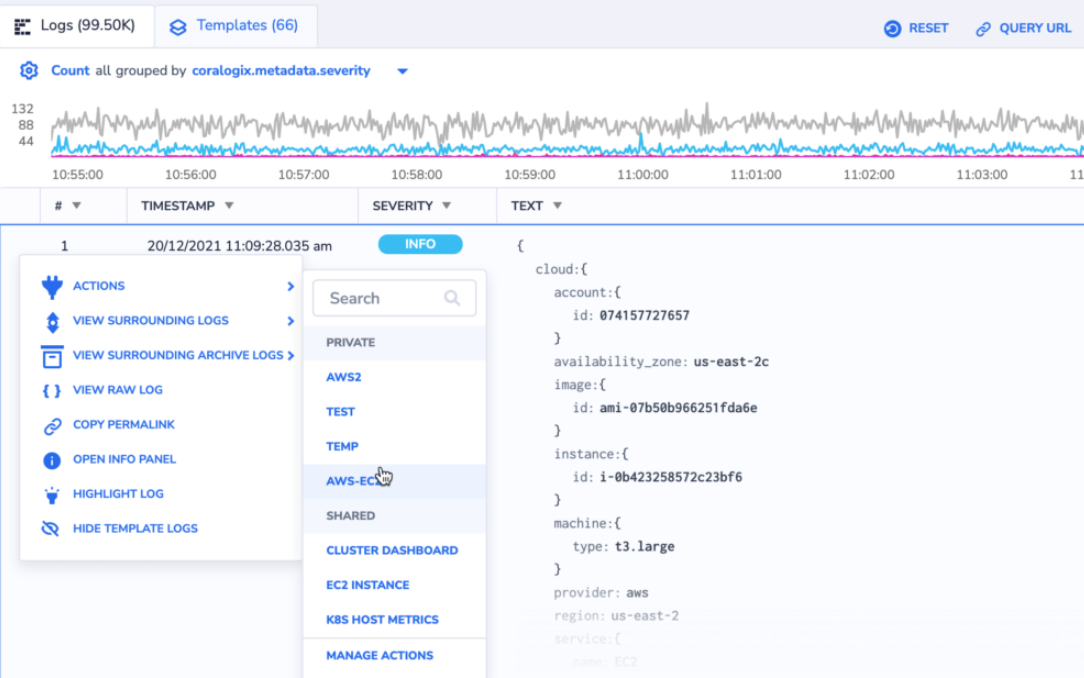 Logs (99.50K)
Templates (66)
RESET
QUERY URL
Count all grouped by coralogix.metadata.severity
132
88
44
10:55:00 10:56:00 10:57:00 10:58:00 10:59:00 11:00:00 11:01:00 11:02:00 11:03:00 11
# TIMESTAMP SEVERITY TEXT
1 20/12/2021 11:09:28.035 am INFO
ACTIONS
VIEW SURROUNDING LOGS
VIEW SURROUNDING ARCHIVE LOGS
VIEW RAW LOG
COPY PERMALINK
OPEN INFO PANEL
HIGHLIGHT LOG
HIDE TEMPLATE LOGS
Search
PRIVATE
AWS2
TEST
TEMP
AWS-EC2
SHARED
CLUSTER DASHBOARD
EC2 INSTANCE
K8S HOST METRICS
MANAGE ACTIONS
{
cloud:{
account:{
id: 074157727657
}
availability_zone: us-east-2c
image:{
id: ami-07b50b966251fda6e
}
instance:{
id: i-0b423258572c23bf6
}
machine:{
type: t3.large
}
provider: aws
region: us-east-2
service:{
name: EC2